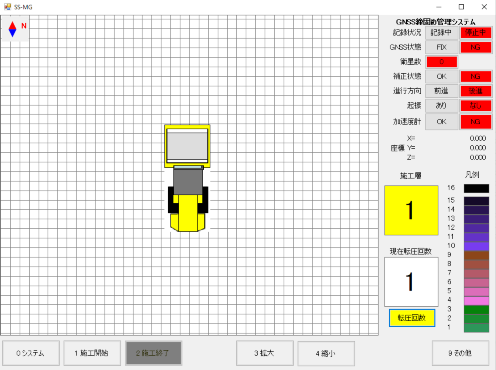 SS-MG
N
GNSS締固め管理システム
記録状況 記録中 停止中
GNSS状態 FIX NG
衛星数 0
補正状態 OK NG
進行方向 前進 後進
起振 あり なし
加速度計 OK NG
X= 0.000
座標 Y= 0.000
Z= 0.000
施工層 凡例
1
16
15
14
13
12
11
10
9
8
7
6
5
4
3
2
1
現在転圧回数
1
転圧回数
0 システム
1 施工開始
2 施工終了
3 拡大
4 縮小
9 その他